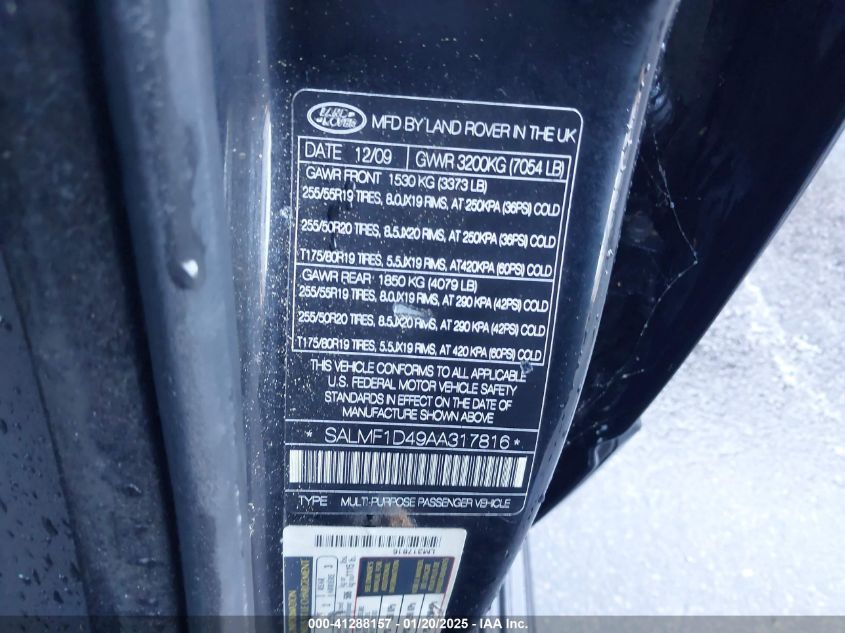 LAND
ROVER
MFD BY LAND ROVER IN THE UK
DATE 12/09 GVWR 3200KG (7054 LB)
GAWR FRONT 1530 KG (3373 LB)
255/55R19 TIRES, 8.0JX19 RIMS, AT 250KPA (36PSI) COLD
255/50R20 TIRES, 8.5JX20 RIMS, AT 250KPA (36PSI) COLD
T175/80R19 TIRES, 5.5JX19 RIMS, AT420KPA (60PSI) COLD
GAWR REAR 1850 KG (4079 LB)
255/55R19 TIRES, 8.0JX19 RIMS, AT 290 KPA (42PSI) COLD
255/50R20 TIRES, 8.5JX20 RIMS, AT 290 KPA (42PSI) COLD
T175/80R19 TIRES, 5.5JX19 RIMS, AT 420 KPA (60PSI) COLD
THIS VEHICLE CONFORMS TO ALL APPLICABLE
U.S. FEDERAL MOTOR VEHICLE SAFETY
STANDARDS IN EFFECT ON THE DATE OF
MANUFACTURE SHOWN ABOVE
* SALMF1D49AA317816 *
TYPE MULTI-PURPOSE PASSENGER VEHICLE
LM317816
000-41288157 - 01/20/2025 - IAA Inc.